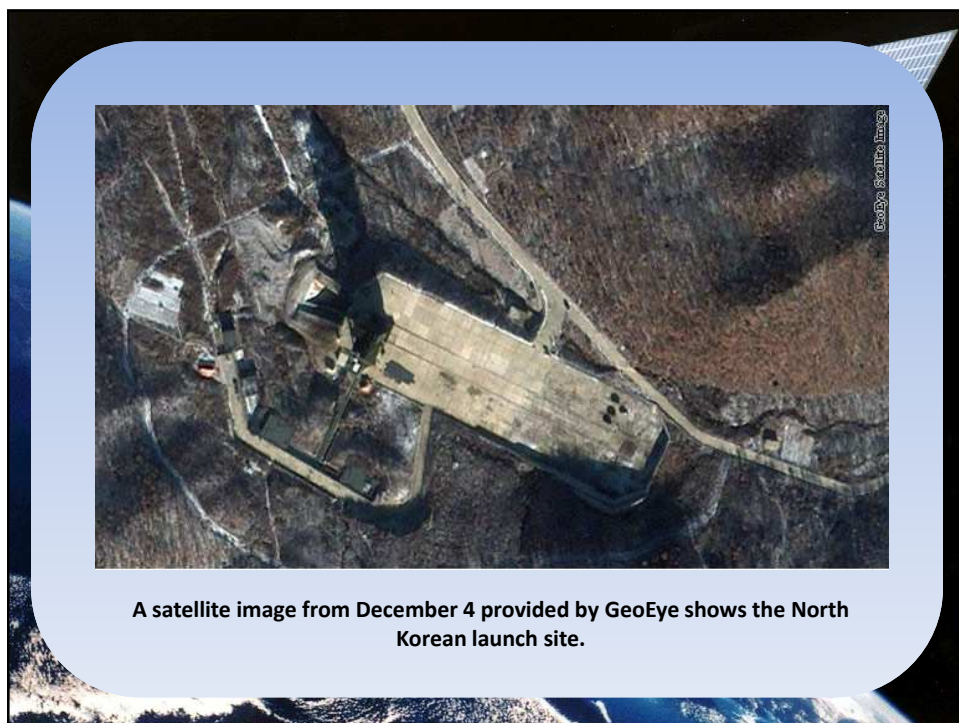 GeoEye Satellite Image
A satellite image from December 4 provided by GeoEye shows the North
Korean launch site.